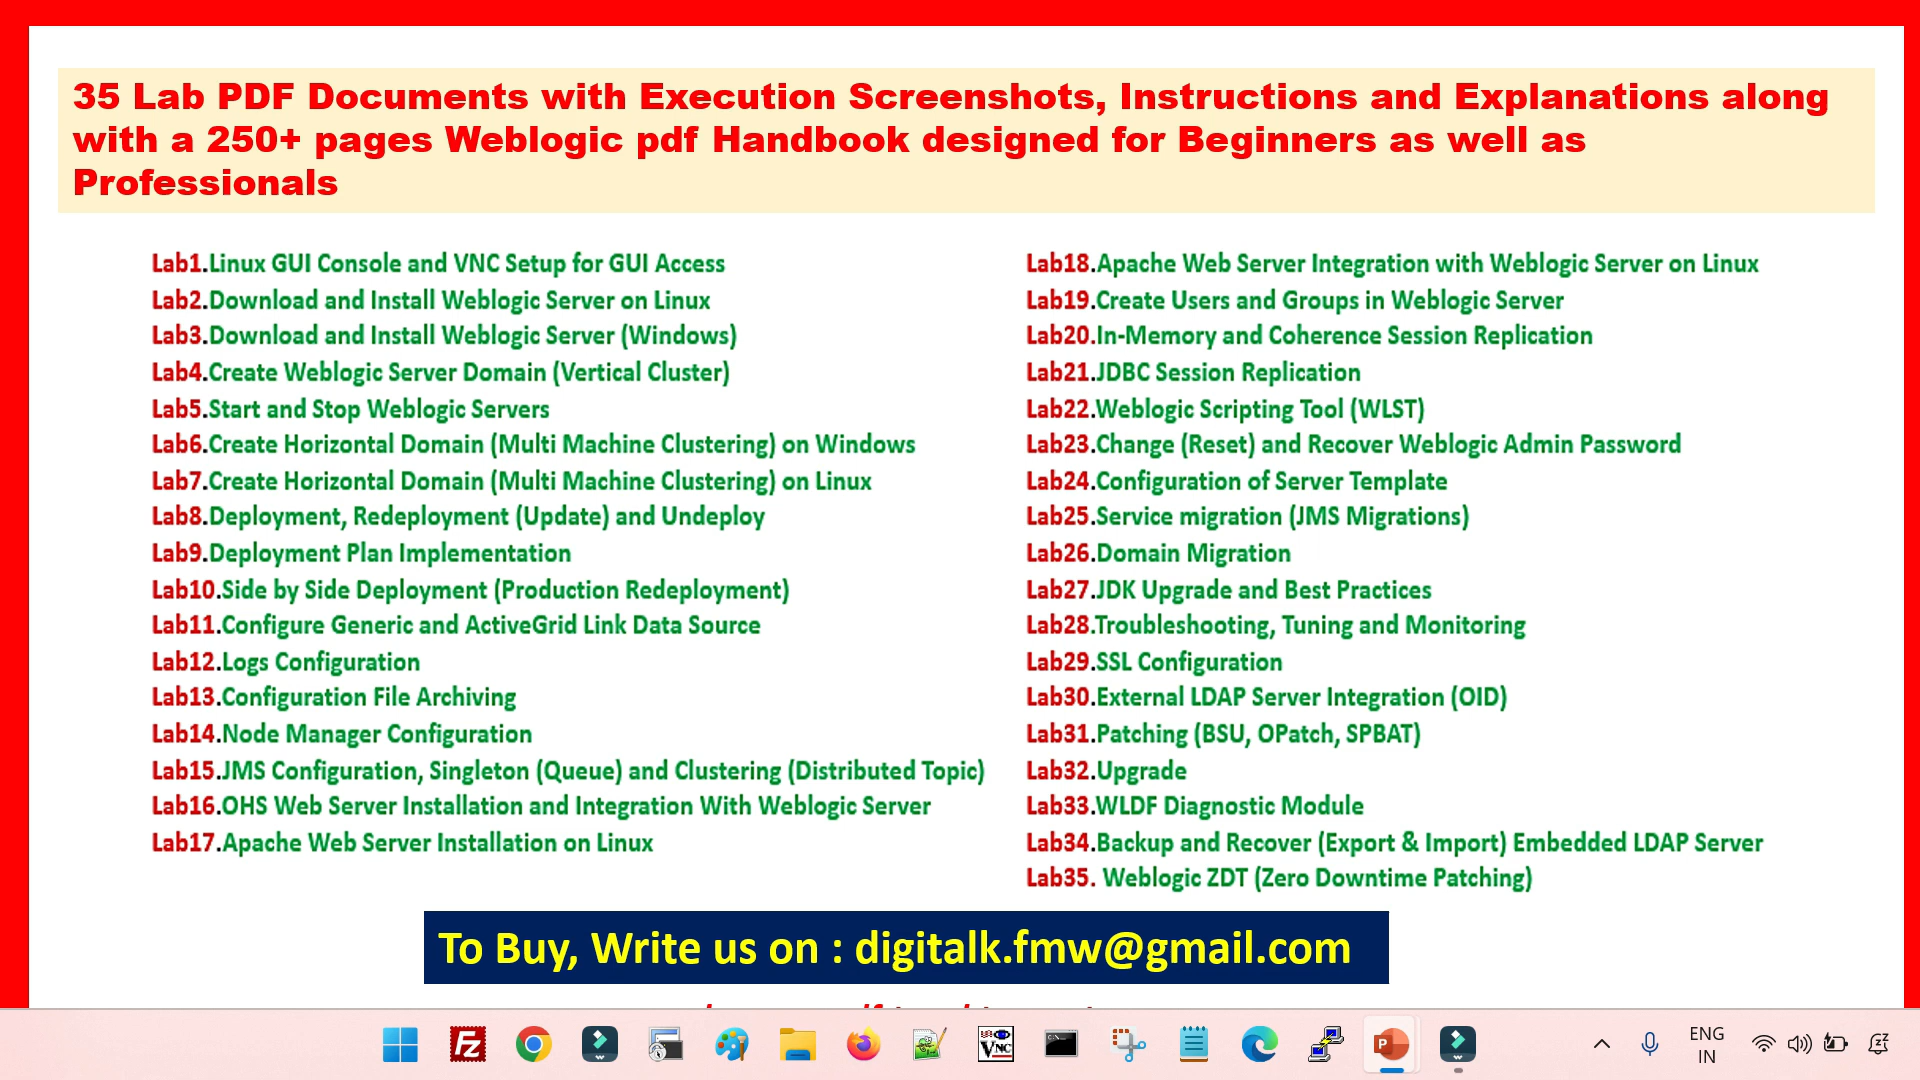 35 Lab PDF Documents with Execution Screenshots, Instructions and Explanations along
with a 250+ pages Weblogic pdf Handbook designed for Beginners as well as
Professionals
Lab1.Linux GUI Console and VNC Setup for GUI Access
Lab2.Download and Install Weblogic Server on Linux
Lab3.Download and Install Weblogic Server (Windows)
Lab4.Create Weblogic Server Domain (Vertical Cluster)
Lab5.Start and Stop Weblogic Servers
Lab6.Create Horizontal Domain (Multi Machine Clustering) on Windows
Lab7.Create Horizontal Domain (Multi Machine Clustering) on Linux
Lab8.Deployment, Redeployment (Update) and Undeploy
Lab9.Deployment Plan Implementation
Lab10.Side by Side Deployment (Production Redeployment)
Lab11.Configure Generic and ActiveGrid Link Data Source
Lab12.Logs Configuration
Lab13.Configuration File Archiving
Lab14.Node Manager Configuration
Lab15.JMS Configuration, Singleton (Queue) and Clustering (Distributed Topic)
Lab16.OHS Web Server Installation and Integration With Weblogic Server
Lab17.Apache Web Server Installation on Linux
Lab18.Apache Web Server Integration with Weblogic Server on Linux
Lab19.Create Users and Groups in Weblogic Server
Lab20.In-Memory and Coherence Session Replication
Lab21.JDBC Session Replication
Lab22.Weblogic Scripting Tool (WLST)
Lab23.Change (Reset) and Recover Weblogic Admin Password
Lab24.Configuration of Server Template
Lab25.Service migration (JMS Migrations)
Lab26.Domain Migration
Lab27.JDK Upgrade and Best Practices
Lab28.Troubleshooting, Tuning and Monitoring
Lab29.SSL Configuration
Lab30.External LDAP Server Integration (OID)
Lab31.Patching (BSU, OPatch, SPBAT)
Lab32.Upgrade
Lab33.WLDF Diagnostic Module
Lab34.Backup and Recover (Export & Import) Embedded LDAP Server
Lab35. Weblogic ZDT (Zero Downtime Patching)
To Buy, Write us on : digitalk.fmw@gmail.com
ENG
IN